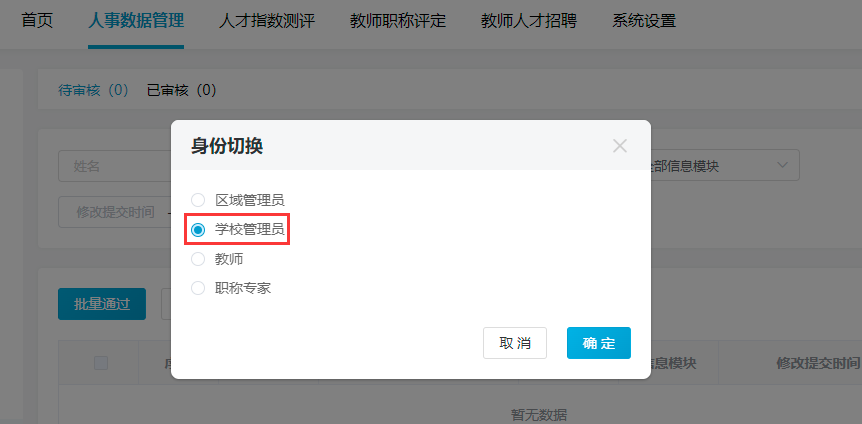 首页 人事数据管理 人才指数测评 教师职称评定 教师人才招聘 系统设置
待审核（0） 已审核（0）
身份切换
姓名
全部信息模块
区域管理员
修改提交时间 -
学校管理员
教师
职称专家
批量通过
取 消 确 定
信息模块 修改提交时间
暂无数据